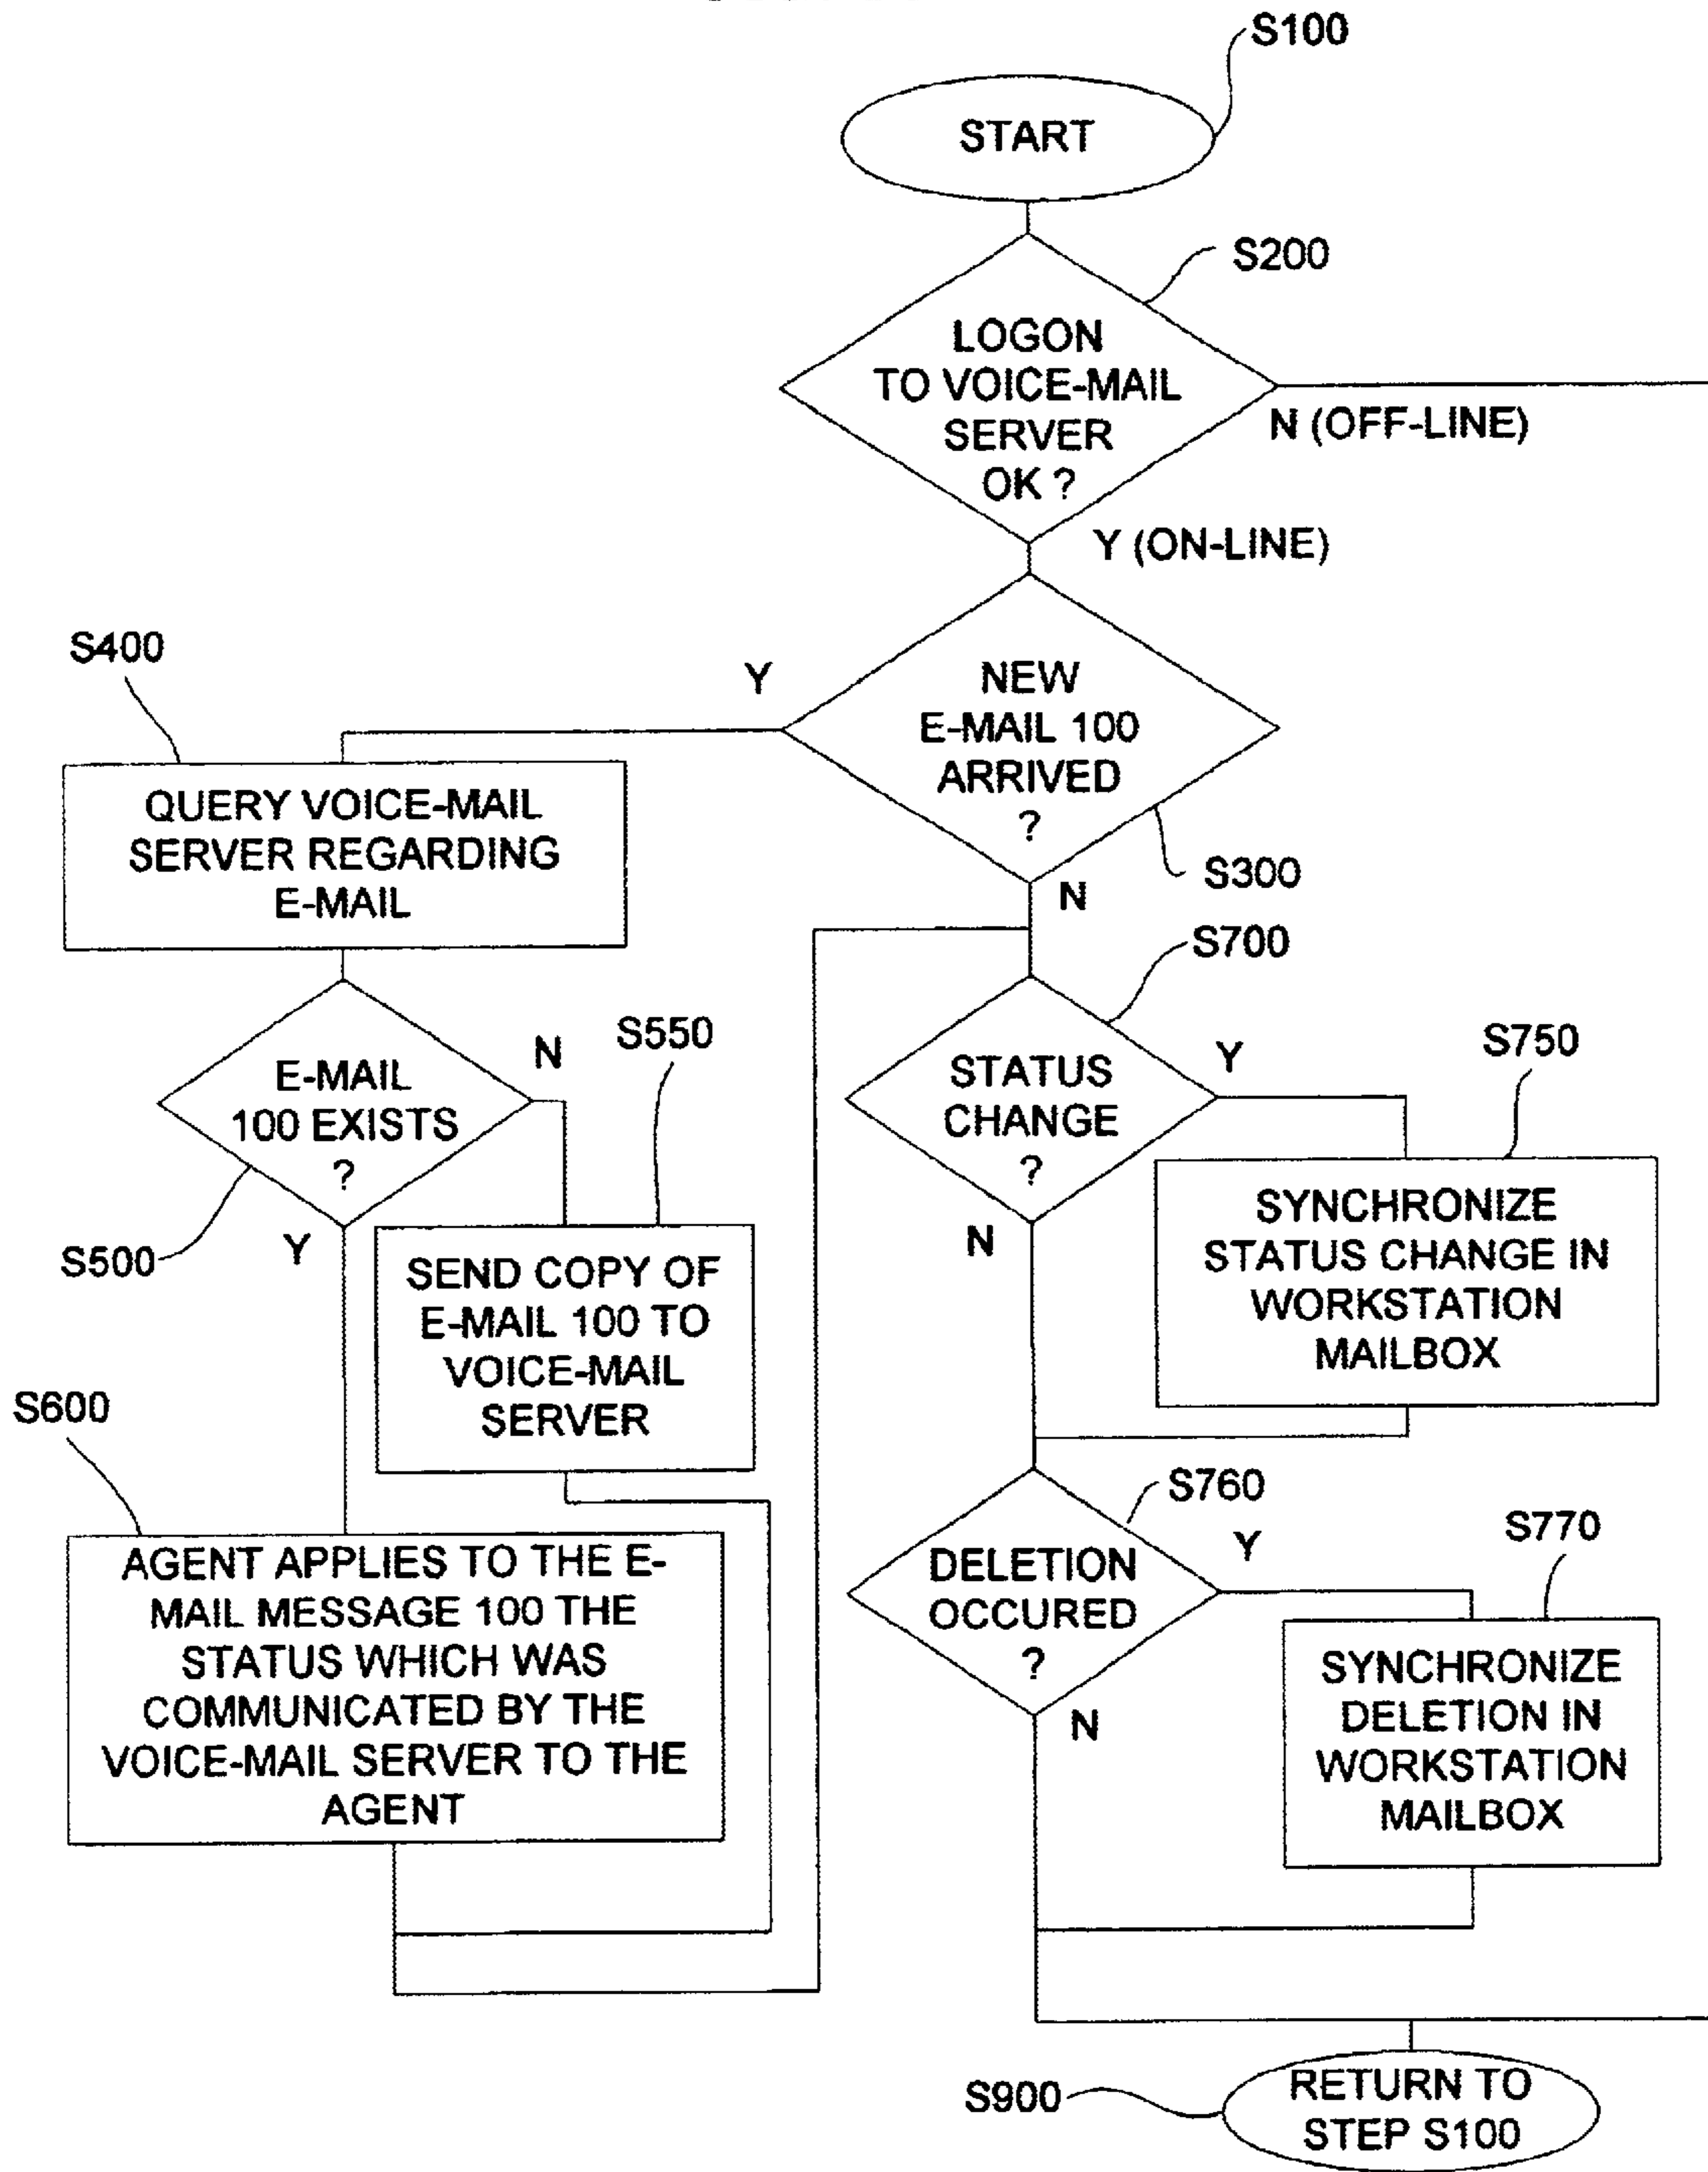 S100
START
S200
LOGON
TO VOICE-MAIL
SERVER
OK ?
N (OFF-LINE)
Y (ON-LINE)
S400
Y
NEW
E-MAIL 100
ARRIVED
?
S300
N
QUERY VOICE-MAIL
SERVER REGARDING
E-MAIL
S700
S550
N
E-MAIL
100 EXISTS
?
S500
Y
STATUS
CHANGE
?
Y
S750
N
SYNCHRONIZE
STATUS CHANGE IN
WORKSTATION
MAILBOX
SEND COPY OF
E-MAIL 100 TO
VOICE-MAIL
SERVER
S600
AGENT APPLIES TO THE E-
MAIL MESSAGE 100 THE
STATUS WHICH WAS
COMMUNICATED BY THE
VOICE-MAIL SERVER TO THE
AGENT
S760
DELETION
OCCURED
?
Y
S770
N
SYNCHRONIZE
DELETION IN
WORKSTATION
MAILBOX
S900
RETURN TO
STEP S100